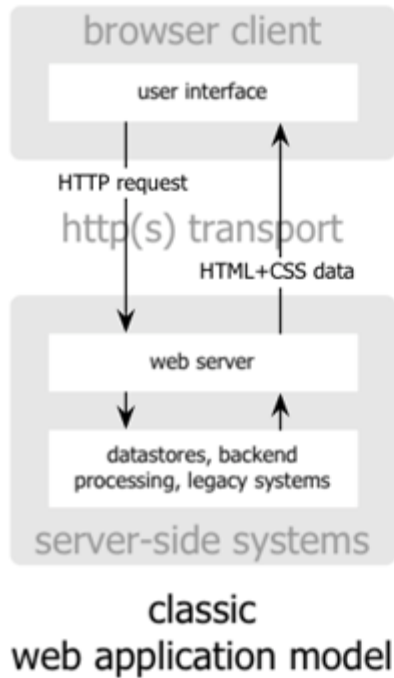 browser client
user interface
HTTP request
http(s) transport
HTML+CSS data
web server
datastores, backend
processing, legacy systems
server-side systems
classic
web application model